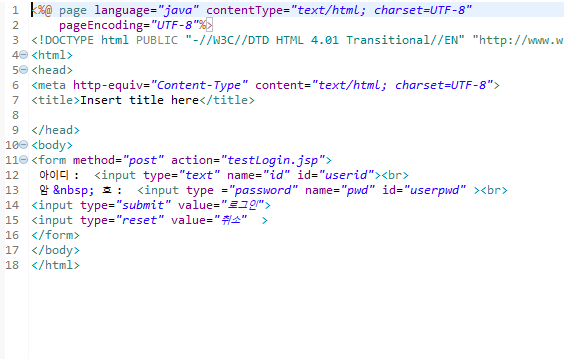 1 <%@ page language="java" contentType="text/html; charset=UTF-8"
2 pageEncoding="UTF-8"%>
3 <!DOCTYPE html PUBLIC "-//W3C//DTD HTML 4.01 Transitional//EN" "http://www.w
4 <html>
5 <head>
6 <meta http-equiv="Content-Type" content="text/html; charset=UTF-8">
7 <title>Insert title here</title>
8
9 </head>
10 <body>
11 <form method="post" action="testLogin.jsp">
12 아이디 : <input type="text" name="id" id="userid"><br>
13 암 &nbsp; 호 : <input type ="password" name="pwd" id="userpwd" ><br>
14 <input type="submit" value="로그인">
15 <input type="reset" value="취소" >
16 </form>
17 </body>
18 </html>